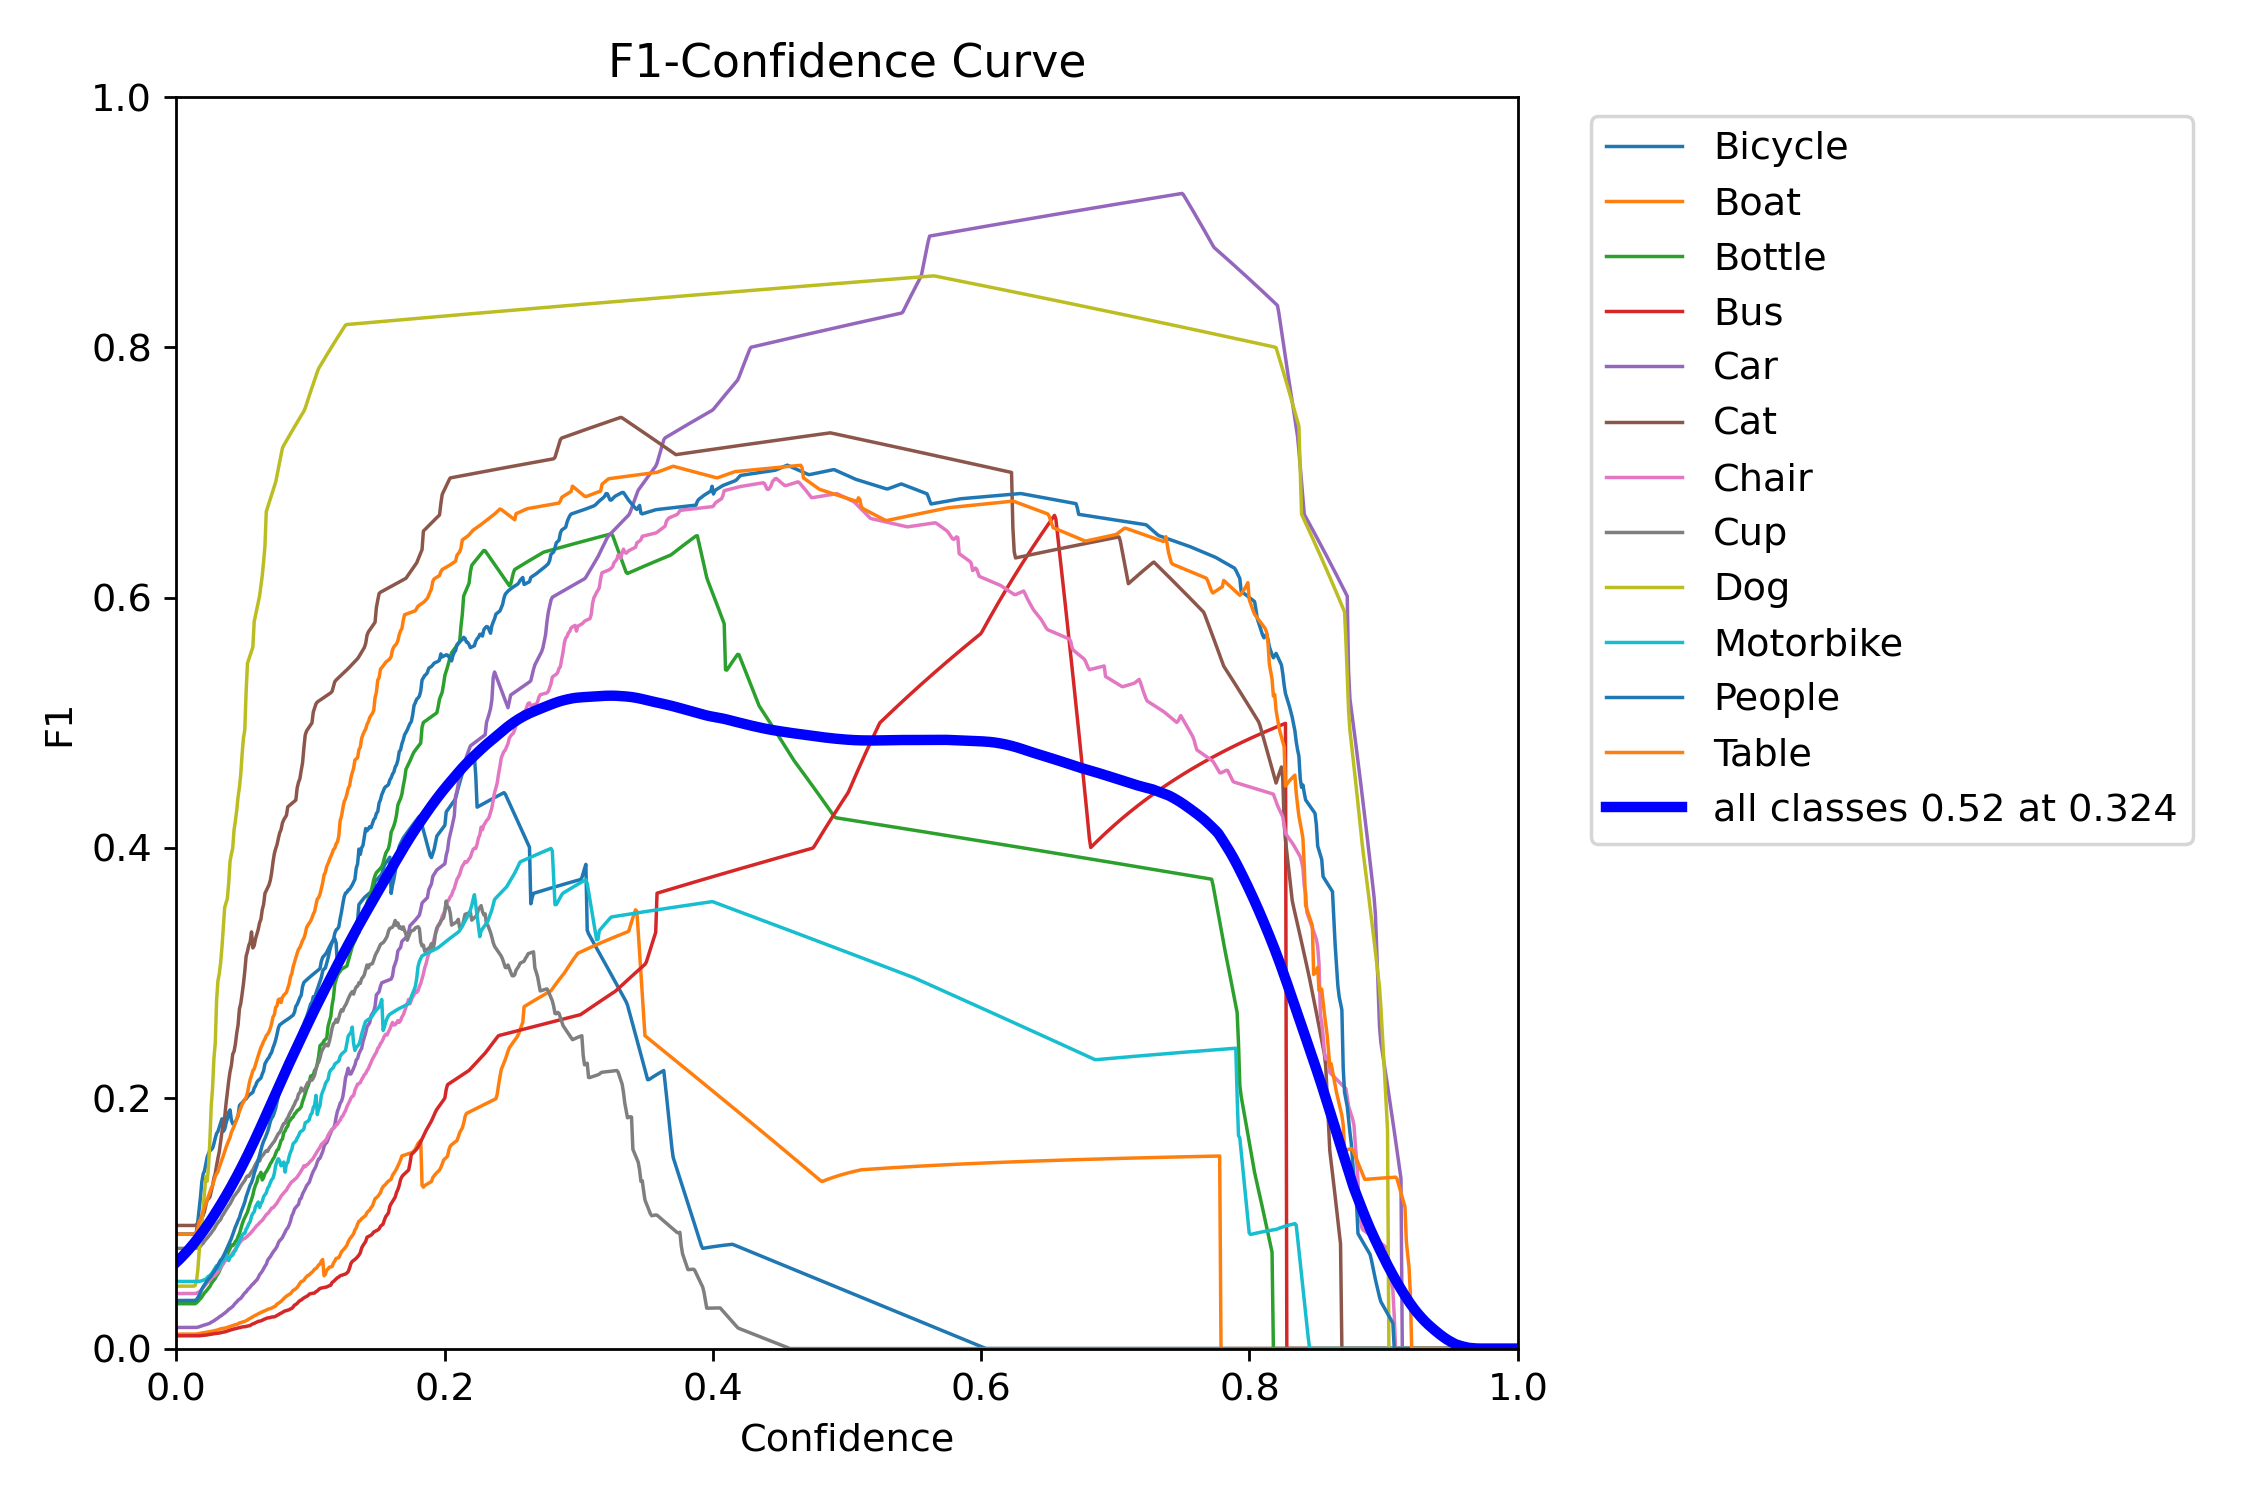 F1-Confidence Curve
1.0
0.8
0.6
0.4
0.2
0.0
F1
0.0 0.2 0.4 0.6 0.8 1.0
Confidence
Bicycle
Boat
Bottle
Bus
Car
Cat
Chair
Cup
Dog
Motorbike
People
Table
all classes 0.52 at 0.324